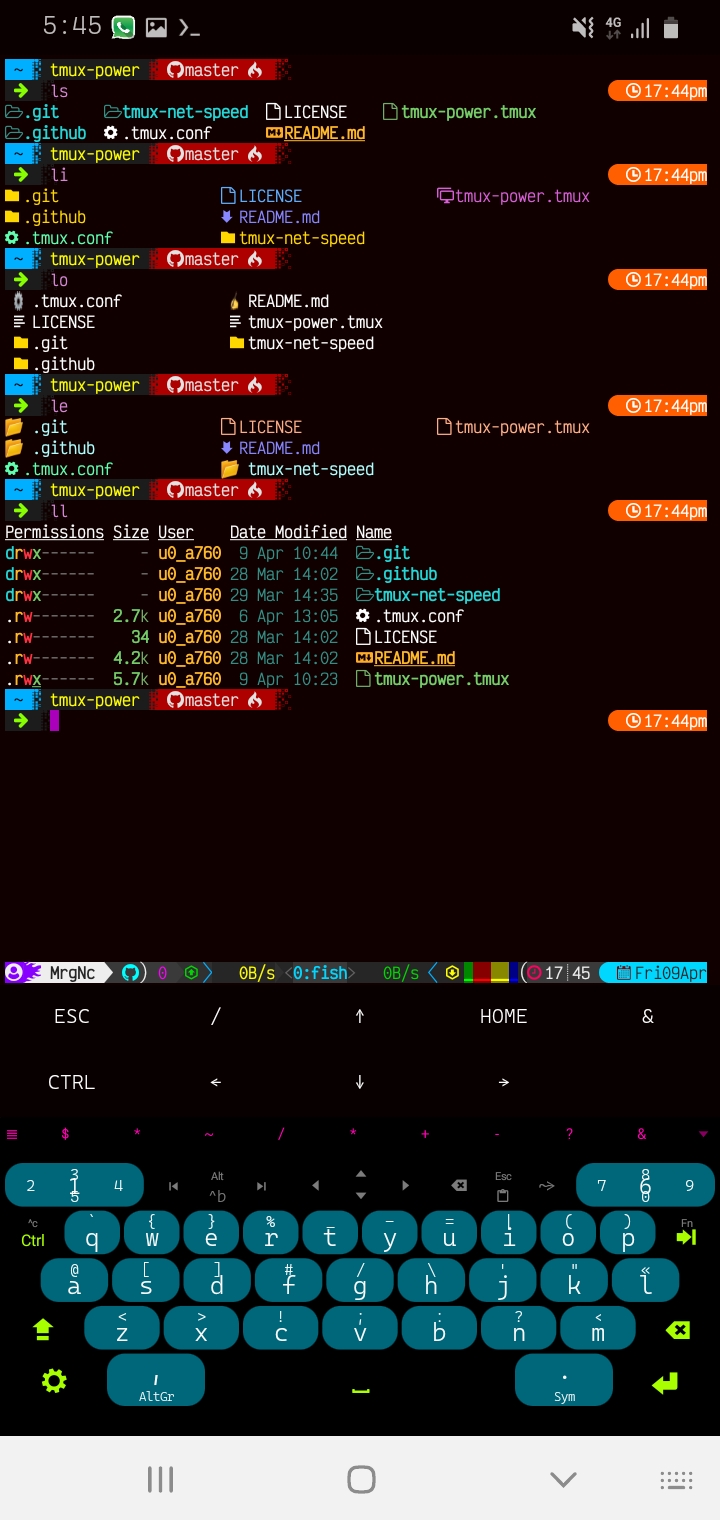 5:45 4G
~ tmux-power master
ls 17:44pm
.git tmux-net-speed LICENSE tmux-power.tmux
.github .tmux.conf README.md
~ tmux-power master
li 17:44pm
.git LICENSE tmux-power.tmux
.github README.md
.tmux.conf tmux-net-speed
~ tmux-power master
lo 17:44pm
.tmux.conf README.md
LICENSE tmux-power.tmux
.git tmux-net-speed
.github
~ tmux-power master
le 17:44pm
.git LICENSE tmux-power.tmux
.github README.md
.tmux.conf tmux-net-speed
~ tmux-power master
ll 17:44pm
Permissions Size User Date Modified Name
drwx------ - u0_a760 9 Apr 10:44 .git
drwx------ - u0_a760 28 Mar 14:02 .github
drwx------ - u0_a760 29 Mar 14:35 tmux-net-speed
.rw------- 2.7k u0_a760 6 Apr 13:05 .tmux.conf
.rw------- 34 u0_a760 28 Mar 14:02 LICENSE
.rw------- 4.2k u0_a760 28 Mar 14:02 README.md
.rwx------ 5.7k u0_a760 9 Apr 10:23 tmux-power.tmux
~ tmux-power master
17:44pm
MrgNc ) 0 0B/s <0:fish> 0B/s ( 17 45 Fri09Apr
ESC / ↑ HOME &
CTRL ← ↓ →
$ * ~ / * + - ? &
3 Alt Esc 8
2 1 4 7 6 9
5 ^b 0
^c ` { } % _ – = | ( ) Fn
Ctrl q w e r t y u i o p
@ [ ] # / \ ' " «
a s d f g h j k l
< > ! ; : ? <
z x c v b n m
, .
AltGr Sym